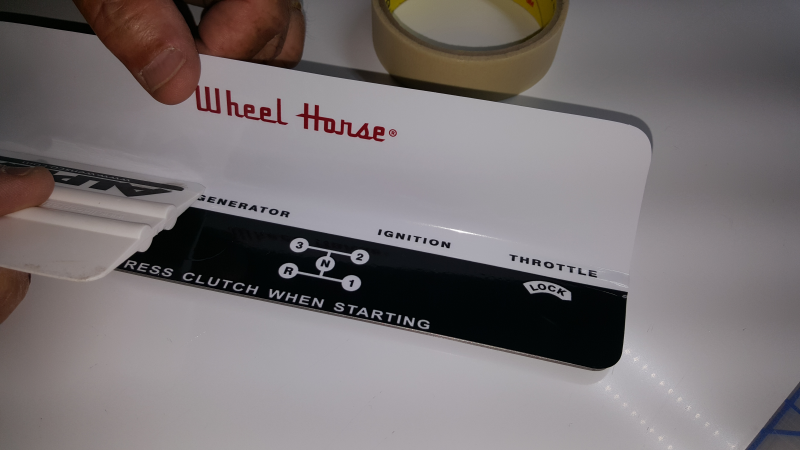 Wheel Horse®
GENERATOR
IGNITION
THROTTLE
3
2
N
R
1
LOCK
RESS CLUTCH WHEN STARTING